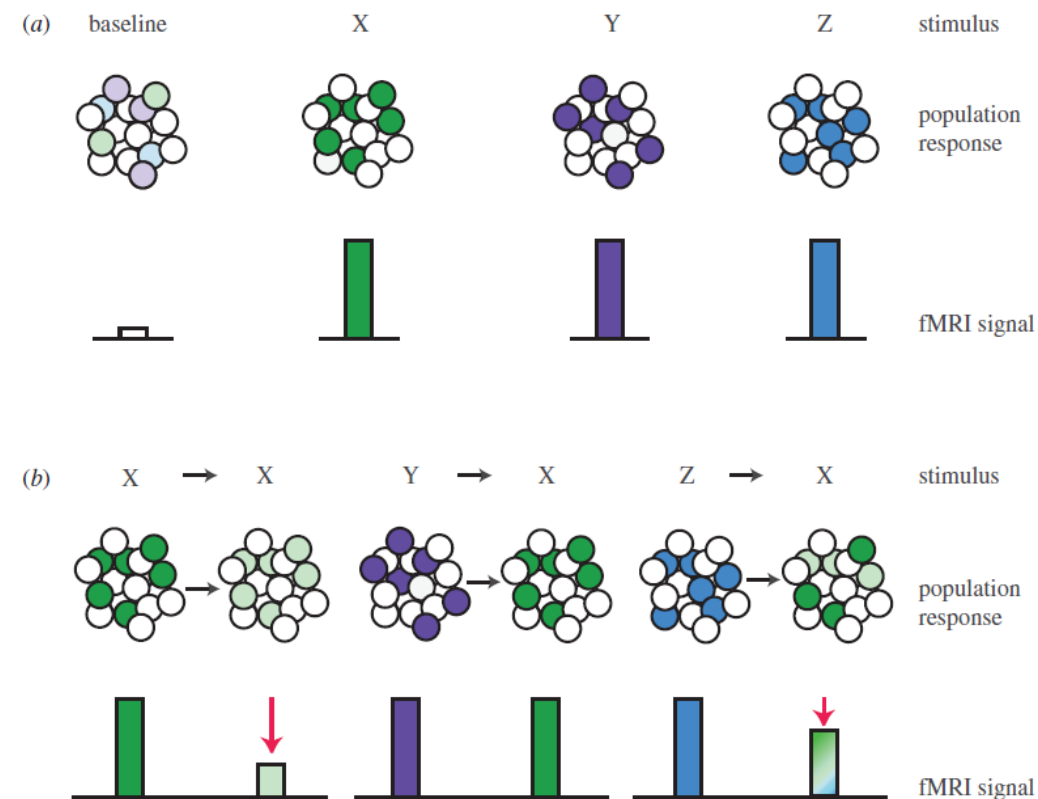 (a) baseline X Y Z stimulus
population
response
fMRI signal
(b) X X Y X Z X stimulus
population
response
fMRI signal